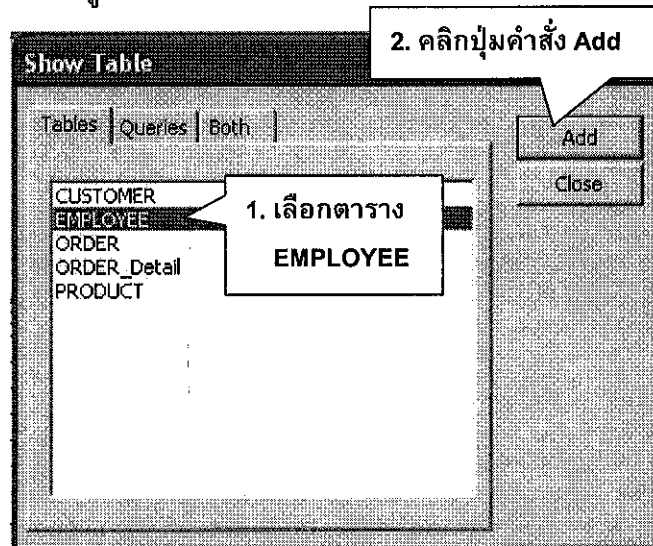 2. คลิกปุ่มคำสั่ง Add
Show Table
Tables Queries Both
Add
Close
CUSTOMER
EMPLOYEE
ORDER
ORDER_Detail
PRODUCT
1. เลือกตาราง
EMPLOYEE